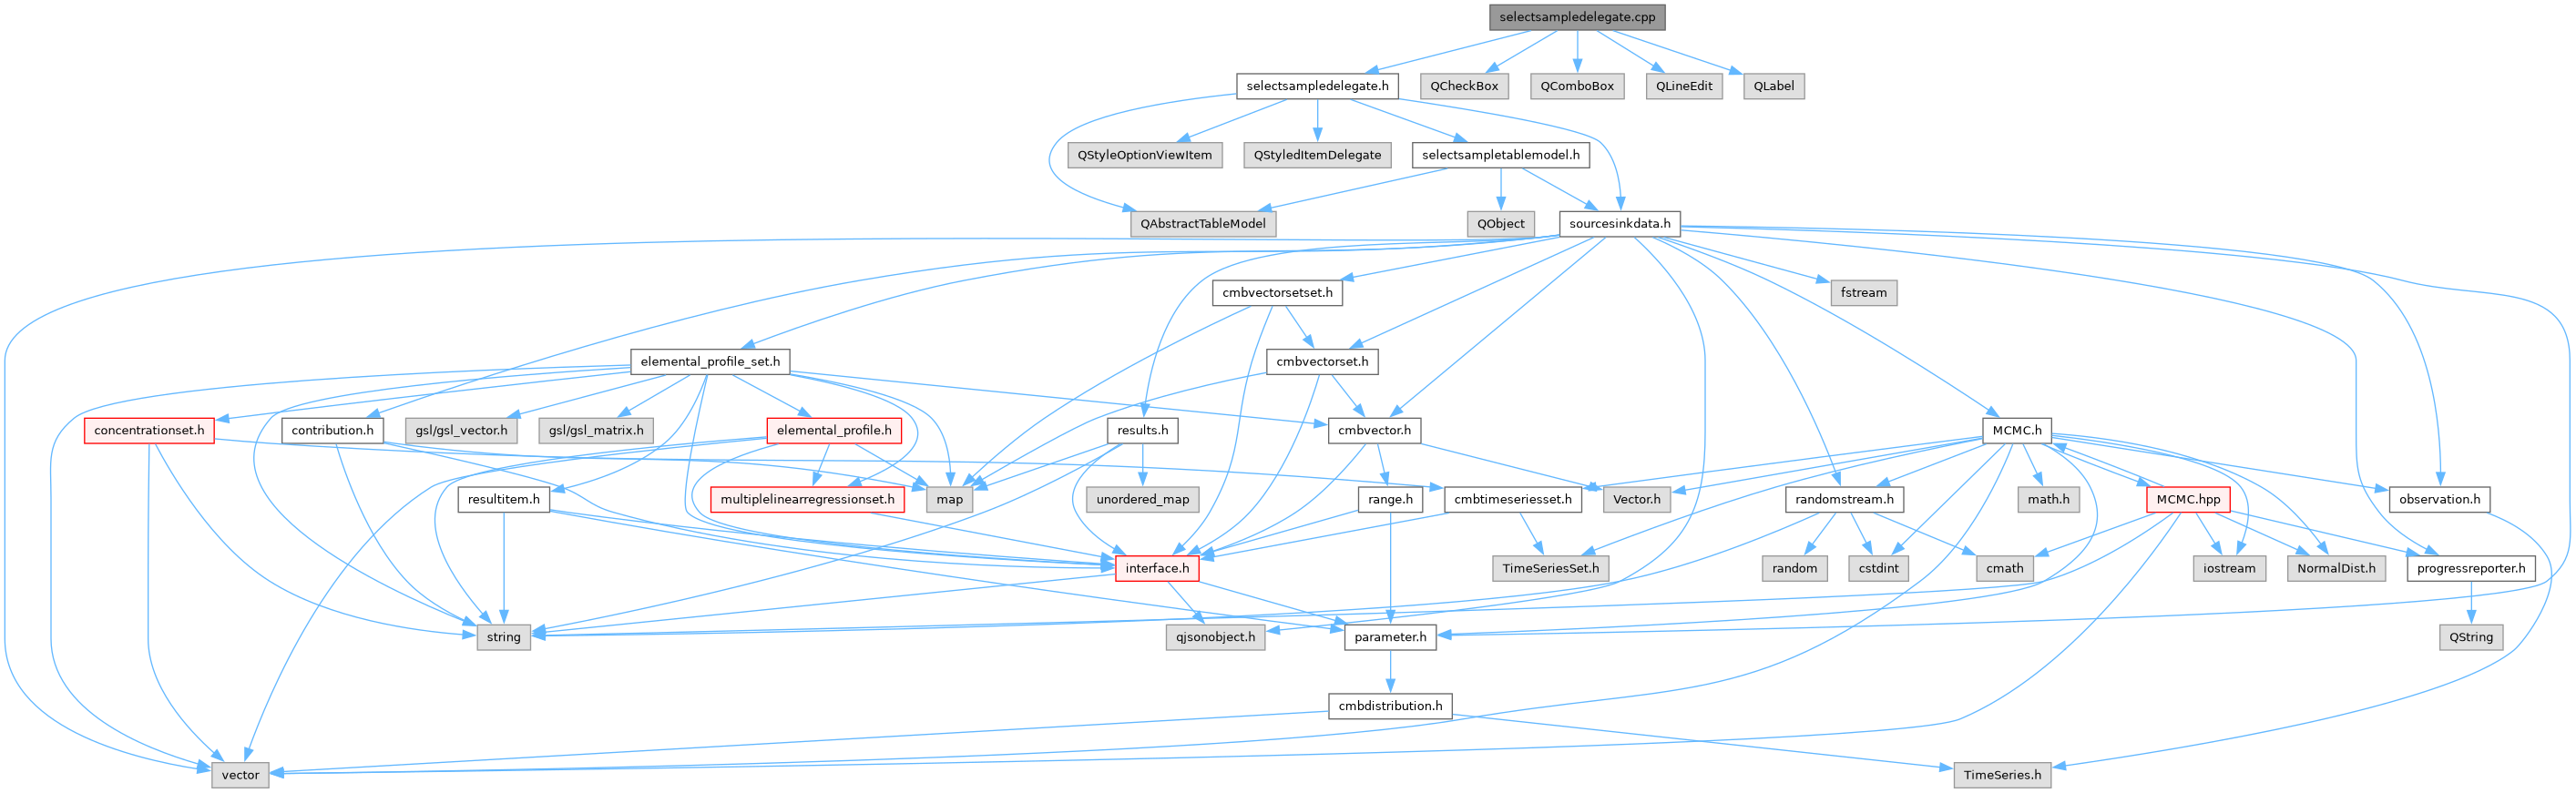 selectsampledelegate.cpp
selectsampledelegate.h
QCheckBox
QComboBox
QLineEdit
QLabel
QStyleOptionViewItem
QStyledItemDelegate
selectsampletablemodel.h
QAbstractTableModel
QObject
sourcesinkdata.h
cmbvectorsetset.h
fstream
elemental_profile_set.h
cmbvectorset.h
concentrationset.h
contribution.h
gsl/gsl_vector.h
gsl/gsl_matrix.h
elemental_profile.h
results.h
cmbvector.h
MCMC.h
resultitem.h
multiplelinearregressionset.h
map
unordered_map
range.h
cmbtimeseriesset.h
Vector.h
randomstream.h
math.h
MCMC.hpp
observation.h
interface.h
TimeSeriesSet.h
random
cstdint
cmath
iostream
NormalDist.h
progressreporter.h
string
qjsonobject.h
parameter.h
QString
cmbdistribution.h
vector
TimeSeries.h